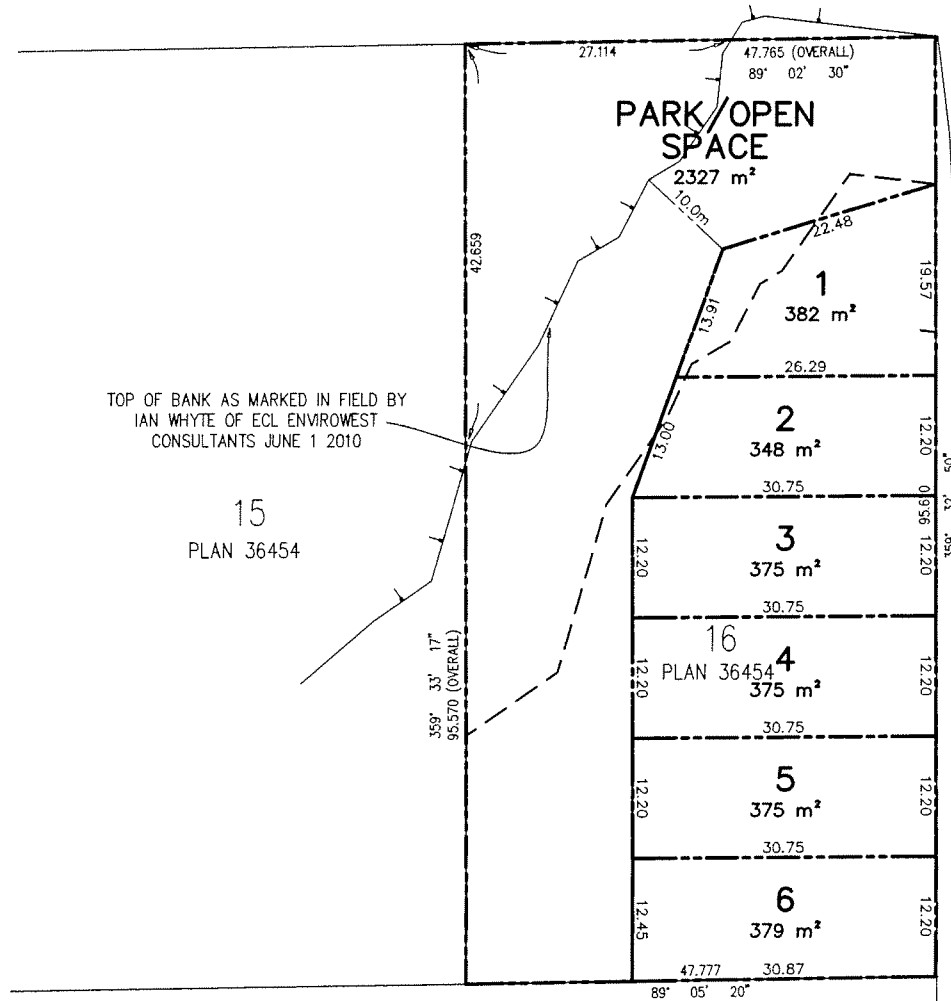 27.114
47.765 (OVERALL)
89° 02' 30"
PARK/OPEN
SPACE
2327 m²
10.0m
22.48
42.659
19.57
1
382 m²
13.91
26.29
TOP OF BANK AS MARKED IN FIELD BY
IAN WHYTE OF ECL ENVIROWEST
CONSULTANTS JUNE 1 2010
2
348 m²
13.00
12.20
30.75
15
PLAN 36454
3
375 m²
12.20
12.20
30.75
16
PLAN 36454
4
375 m²
12.20
12.20
30.75
359° 33' 17"
95.570 (OVERALL)
5
375 m²
12.20
12.20
30.75
6
379 m²
12.45
12.20
47.777
30.87
89° 05' 20"